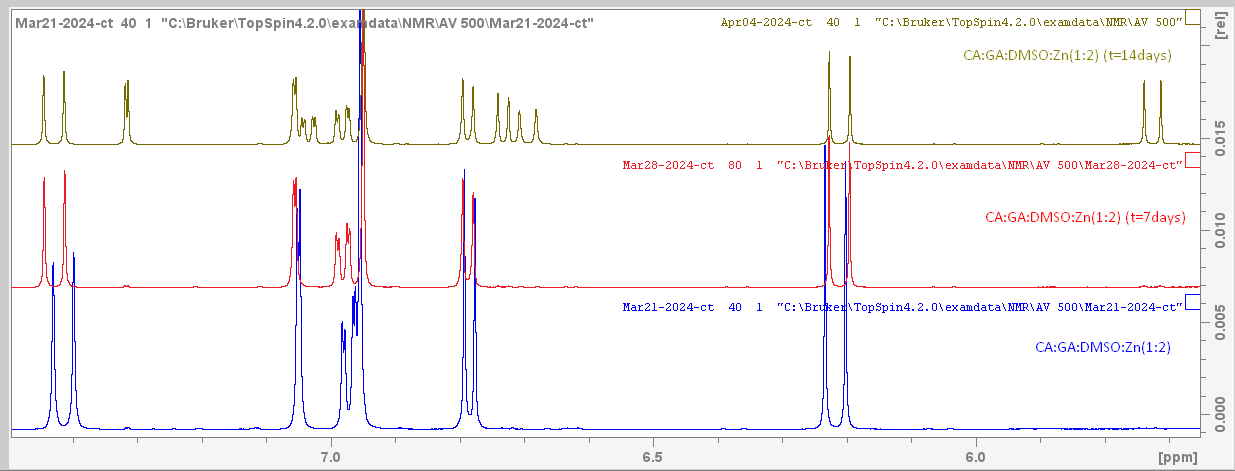 Mar21-2024-ct 40 1 "C:\Bruker\TopSpin4.2.0\examdata\NMR\AV 500\Mar21-2024-ct"
Apr04-2024-ct 40 1 "C:\Bruker\TopSpin4.2.0\examdata\NMR\AV 500"
[rel]
CA:GA:DMSO:Zn(1:2) (t=14days)
0.015
Mar28-2024-ct 80 1 "C:\Bruker\TopSpin4.2.0\examdata\NMR\AV 500\Mar28-2024-ct"
CA:GA:DMSO:Zn(1:2) (t=7days)
0.010
Mar21-2024-ct 40 1 "C:\Bruker\TopSpin4.2.0\examdata\NMR\AV 500\Mar21-2024-ct"
0.005
CA:GA:DMSO:Zn(1:2)
0.000
7.0 6.5 6.0 [ppm]